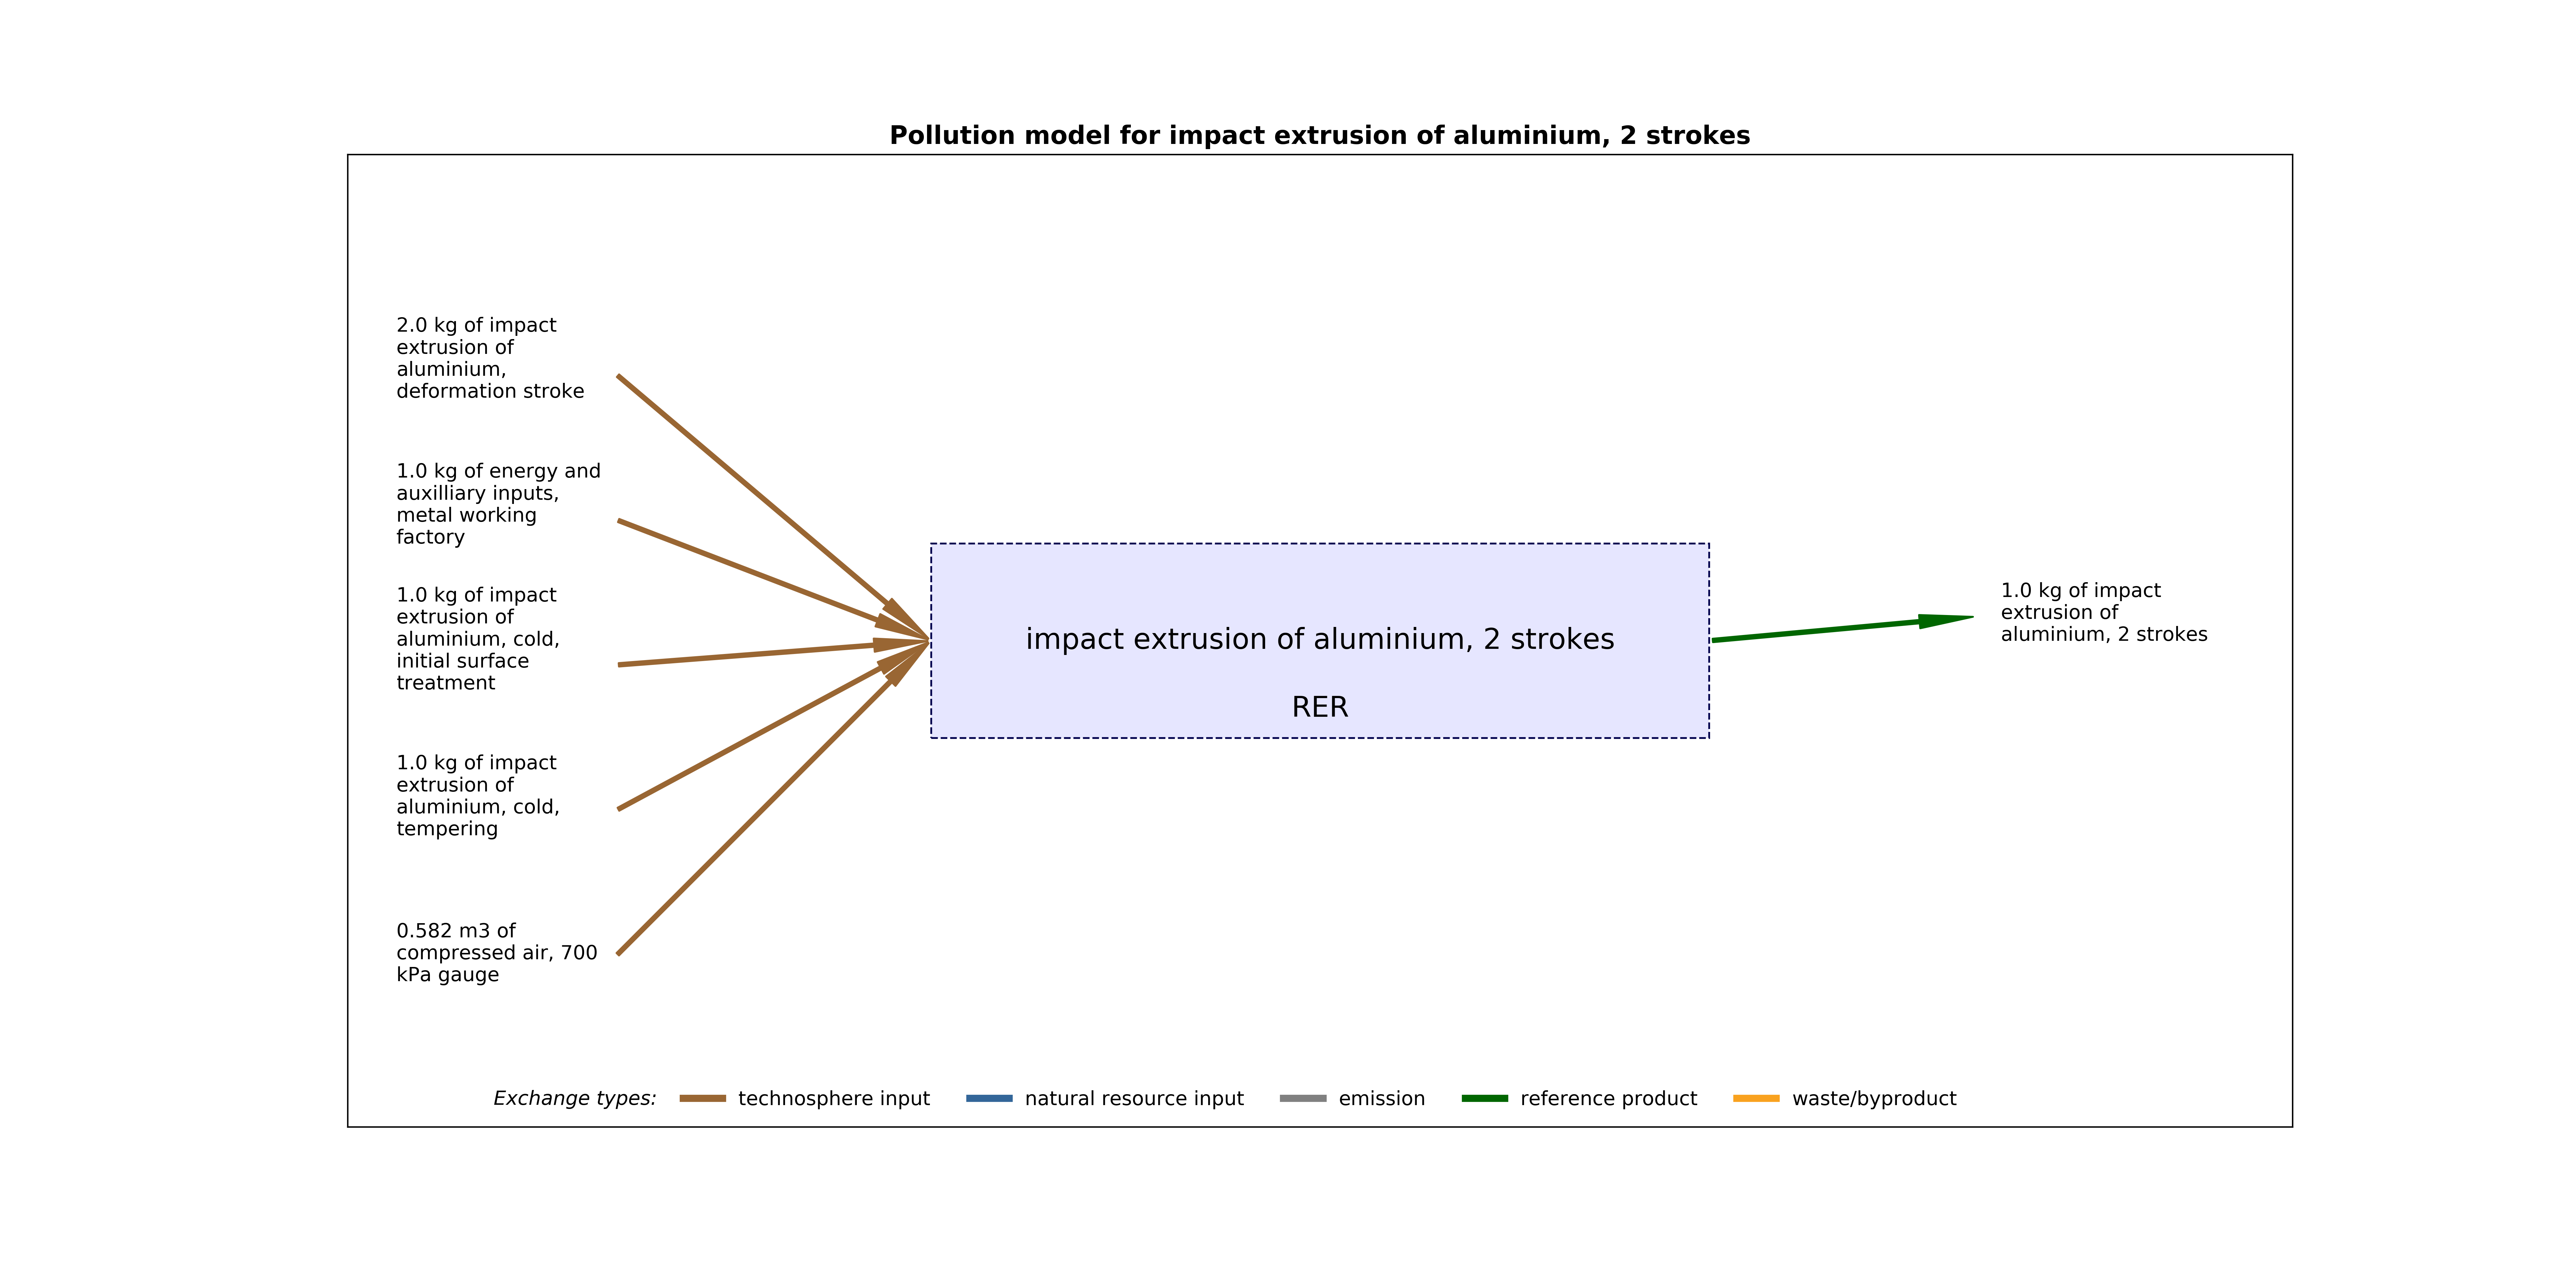 Pollution model for impact extrusion of aluminium, 2 strokes
2.0 kg of impact
extrusion of
aluminium,
deformation stroke
1.0 kg of energy and
auxilliary inputs,
metal working
factory
1.0 kg of impact
extrusion of
aluminium, cold,
initial surface
treatment
1.0 kg of impact
extrusion of
aluminium, cold,
tempering
0.582 m3 of
compressed air, 700
kPa gauge
impact extrusion of aluminium, 2 strokes
RER
1.0 kg of impact
extrusion of
aluminium, 2 strokes
Exchange types: technosphere input natural resource input emission reference product waste/byproduct